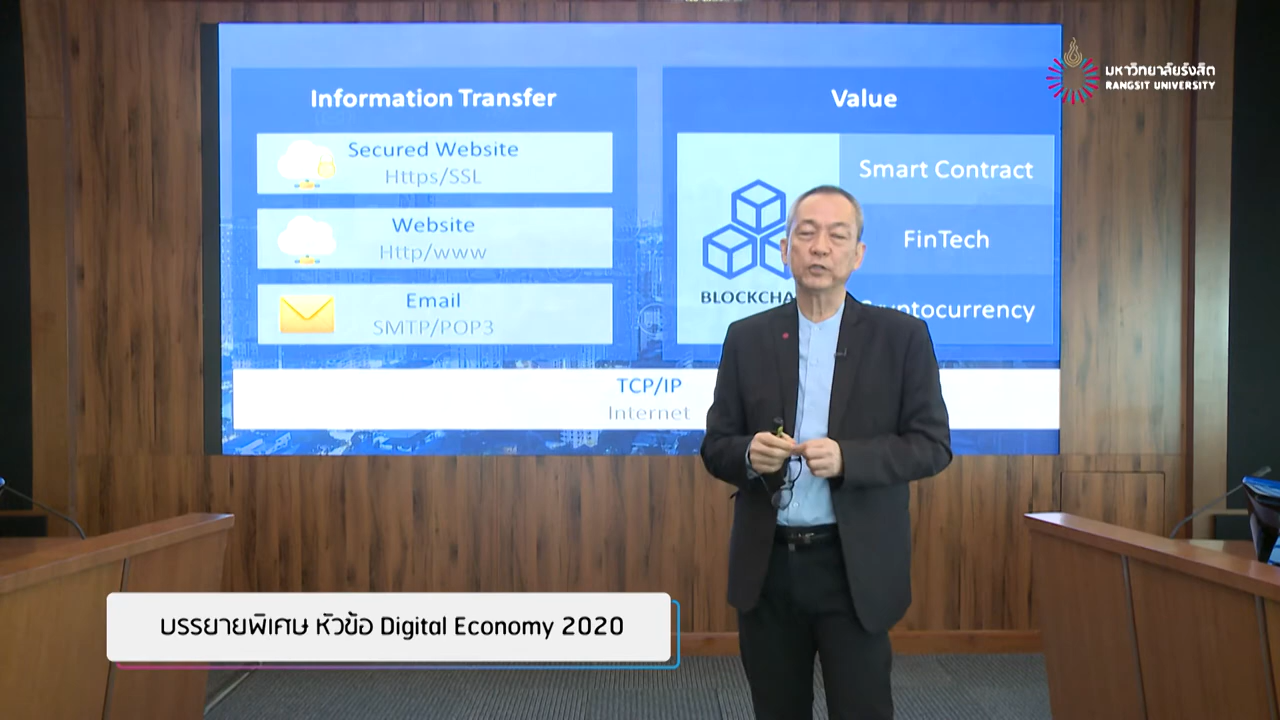 มหาวิทยาลัยรังสิต
RANGSIT UNIVERSITY
Information Transfer
Secured Website
Https/SSL
Website
Http/www
Email
SMTP/POP3
Value
BLOCKCHA
Smart Contract
FinTech
yptocurrency
TCP/IP
Internet
บรรยายพิเศษ หัวข้อ Digital Economy 2020